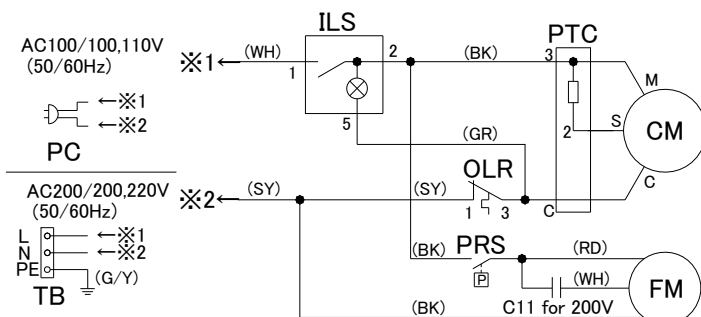 AC100/100,110V
(50/60Hz)
※1
※2
PC
AC200/200,220V
(50/60Hz)
L
※1
N
※2
PE
(G/Y)
TB
ILS
PTC
※1
(WH)
1
2
(BK)
3
M
5
(GR)
2
S
CM
OLR
C
※2
(SY)
(SY)
1
3
C
(BK)
PRS
P
(RD)
(WH)
C11 for 200V
FM
(BK)